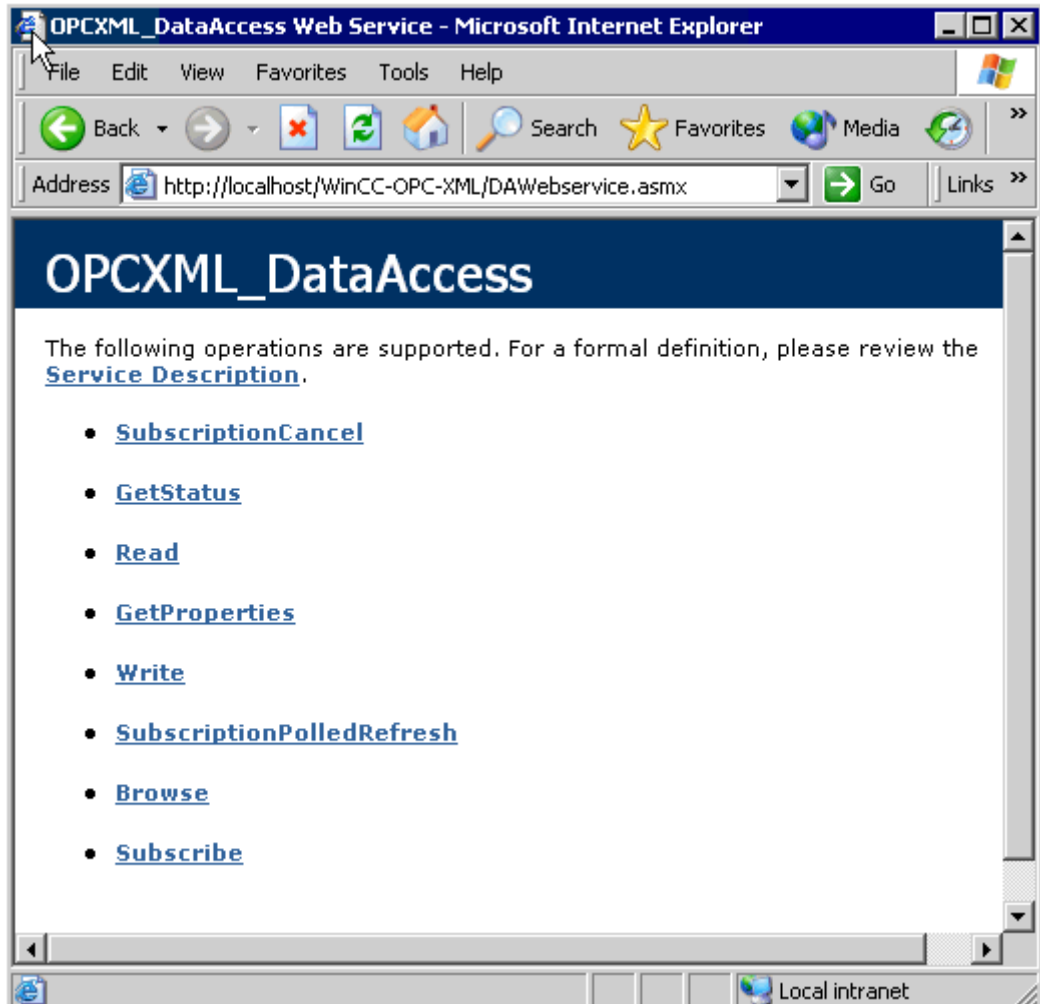 OPCXML_DataAccess Web Service - Microsoft Internet Explorer
File Edit View Favorites Tools Help
Back Search Favorites Media »
Address http://localhost/WinCC-OPC-XML/DAWebservice.asmx Go Links »
OPCXML_DataAccess
The following operations are supported. For a formal definition, please review the
Service Description.
• SubscriptionCancel
• GetStatus
• Read
• GetProperties
• Write
• SubscriptionPolledRefresh
• Browse
• Subscribe
Local intranet